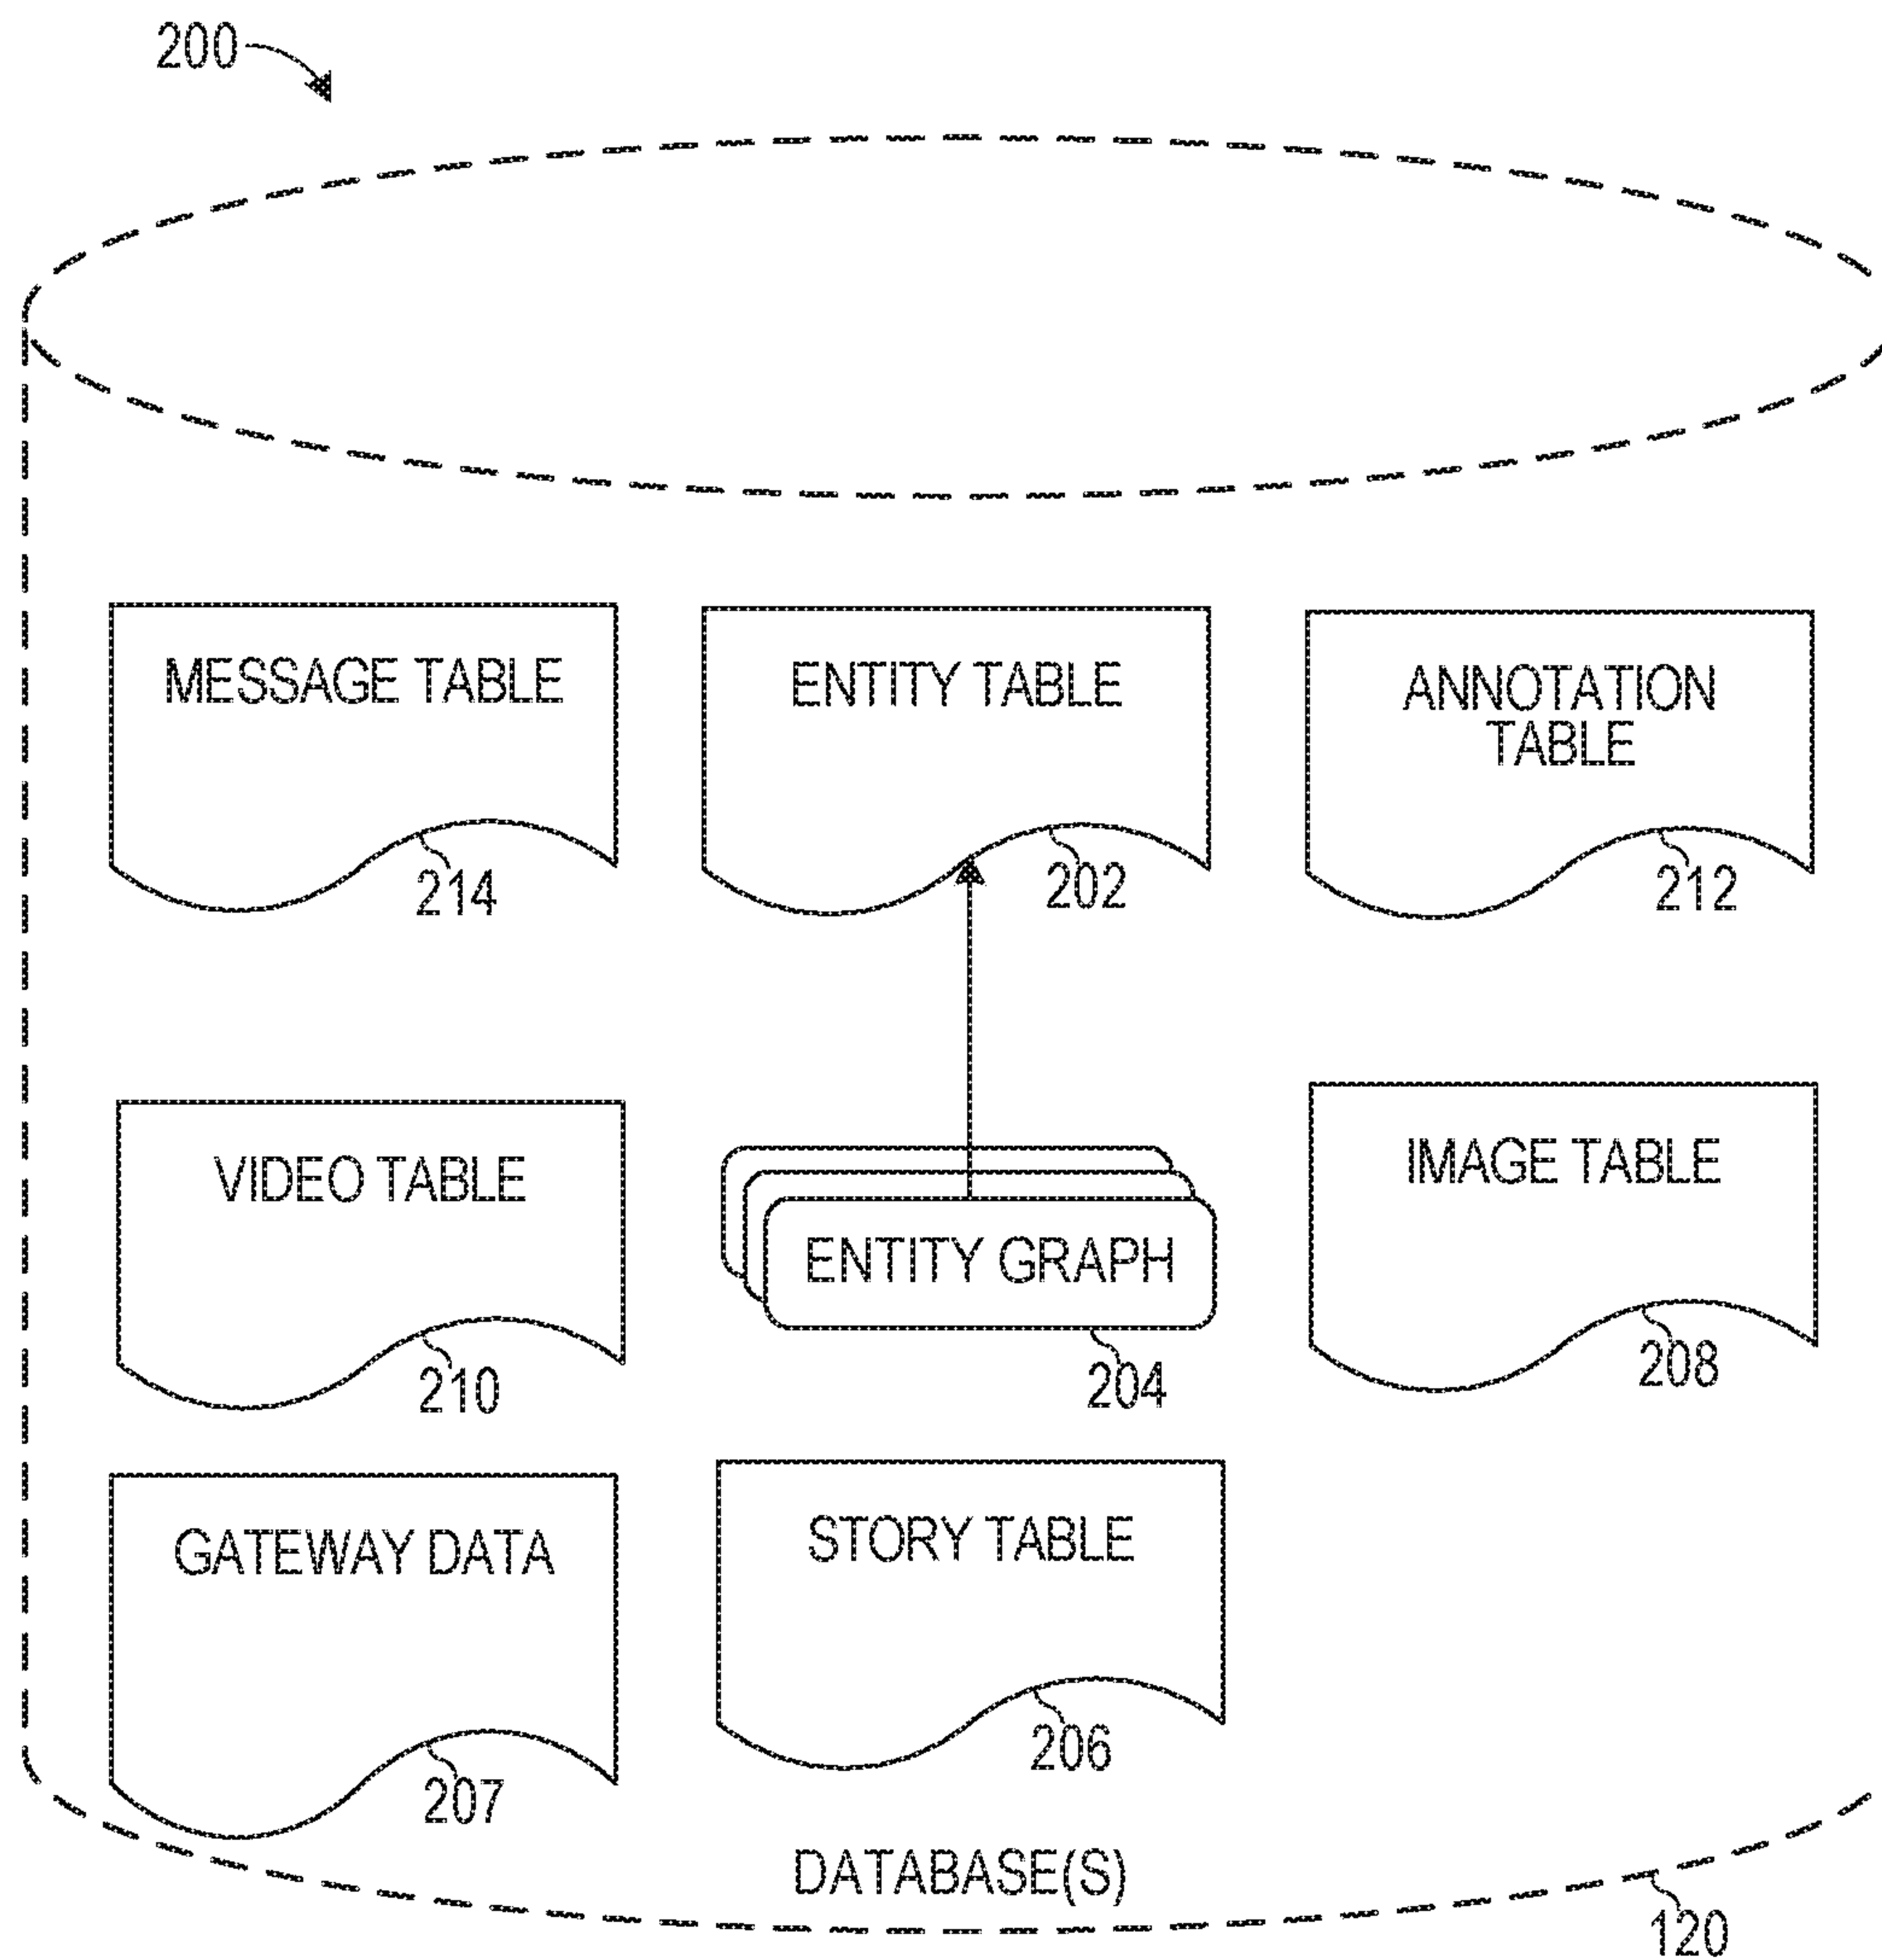 200
MESSAGE TABLE
214
ENTITY TABLE
202
ANNOTATION
TABLE
212
VIDEO TABLE
210
ENTITY GRAPH
204
IMAGE TABLE
208
GATEWAY DATA
207
STORY TABLE
206
DATABASE(S)
120